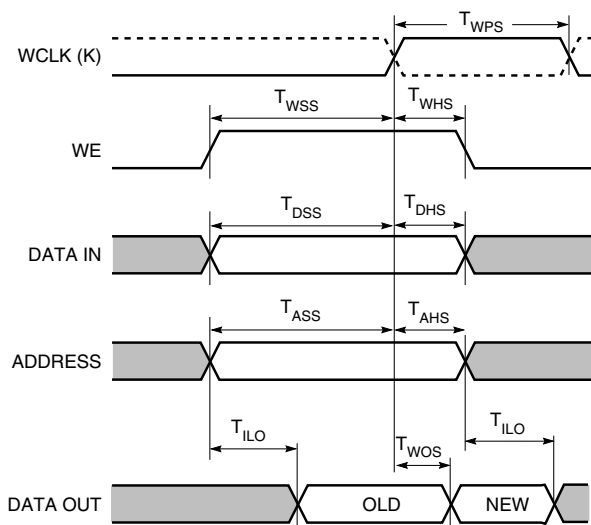 T_WPS
WCLK (K)
T_WSS T_WHS
WE
T_DSS T_DHS
DATA IN
T_ASS T_AHS
ADDRESS
T_ILO T_WOS T_ILO
DATA OUT OLD NEW